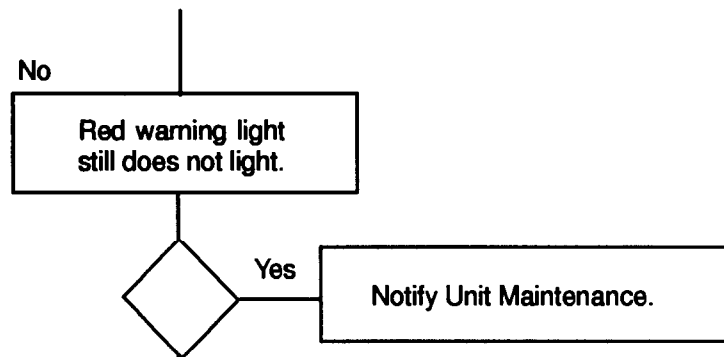 No
Red warning light
still does not light.
Yes
Notify Unit Maintenance.